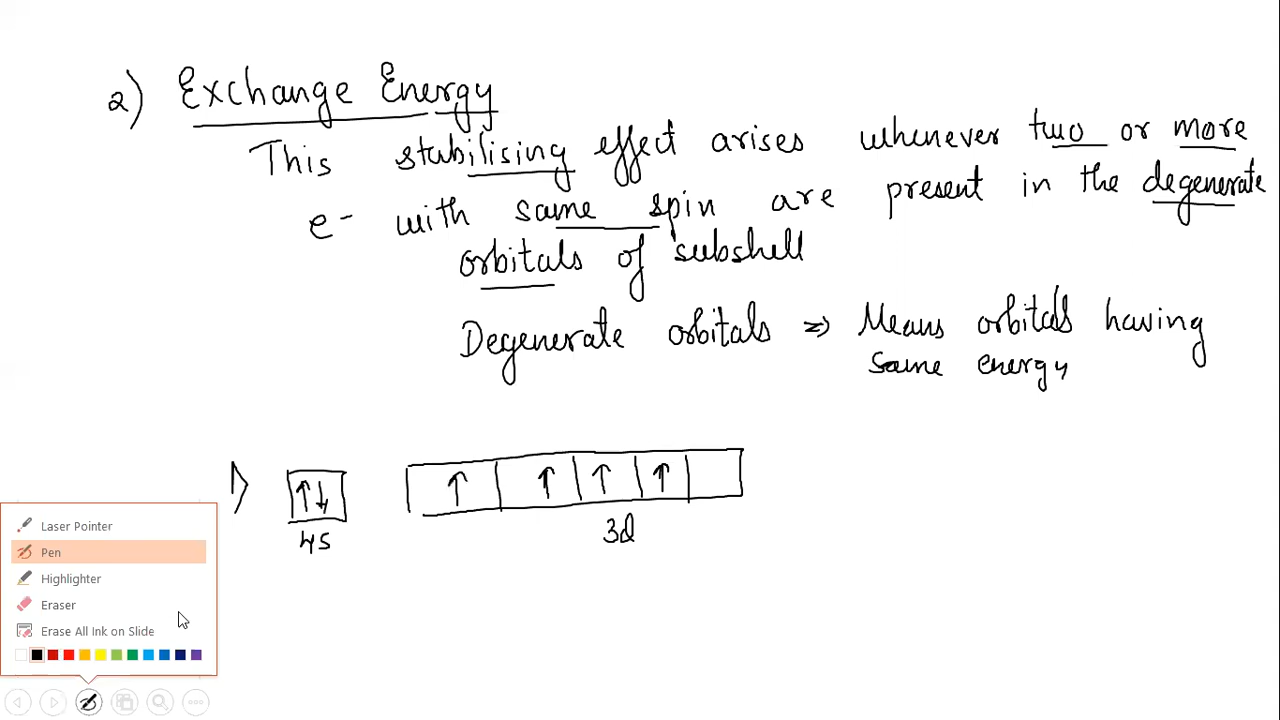 2) Exchange Energy
This stabilising effect arises whenever two or more
e- with same spin are present in the degenerate
orbitals of subshell
Degenerate orbitals => Means orbitals having
same energy
1)
↑↓ ↑ ↑ ↑ ↑
4s 3d
Laser Pointer
Pen
Highlighter
Eraser
Erase All Ink on Slide